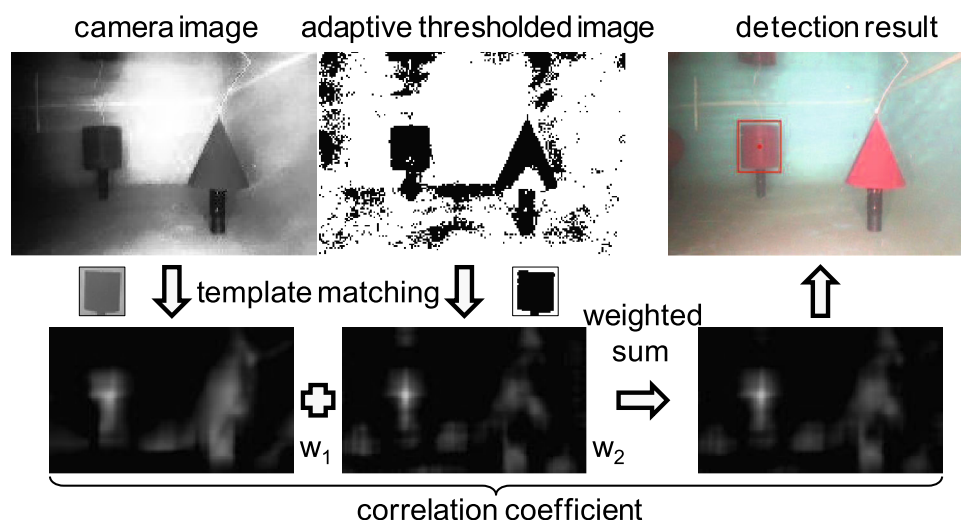 camera image
adaptive thresholded image
detection result
template matching
weighted
sum
w₁
w₂
correlation coefficient